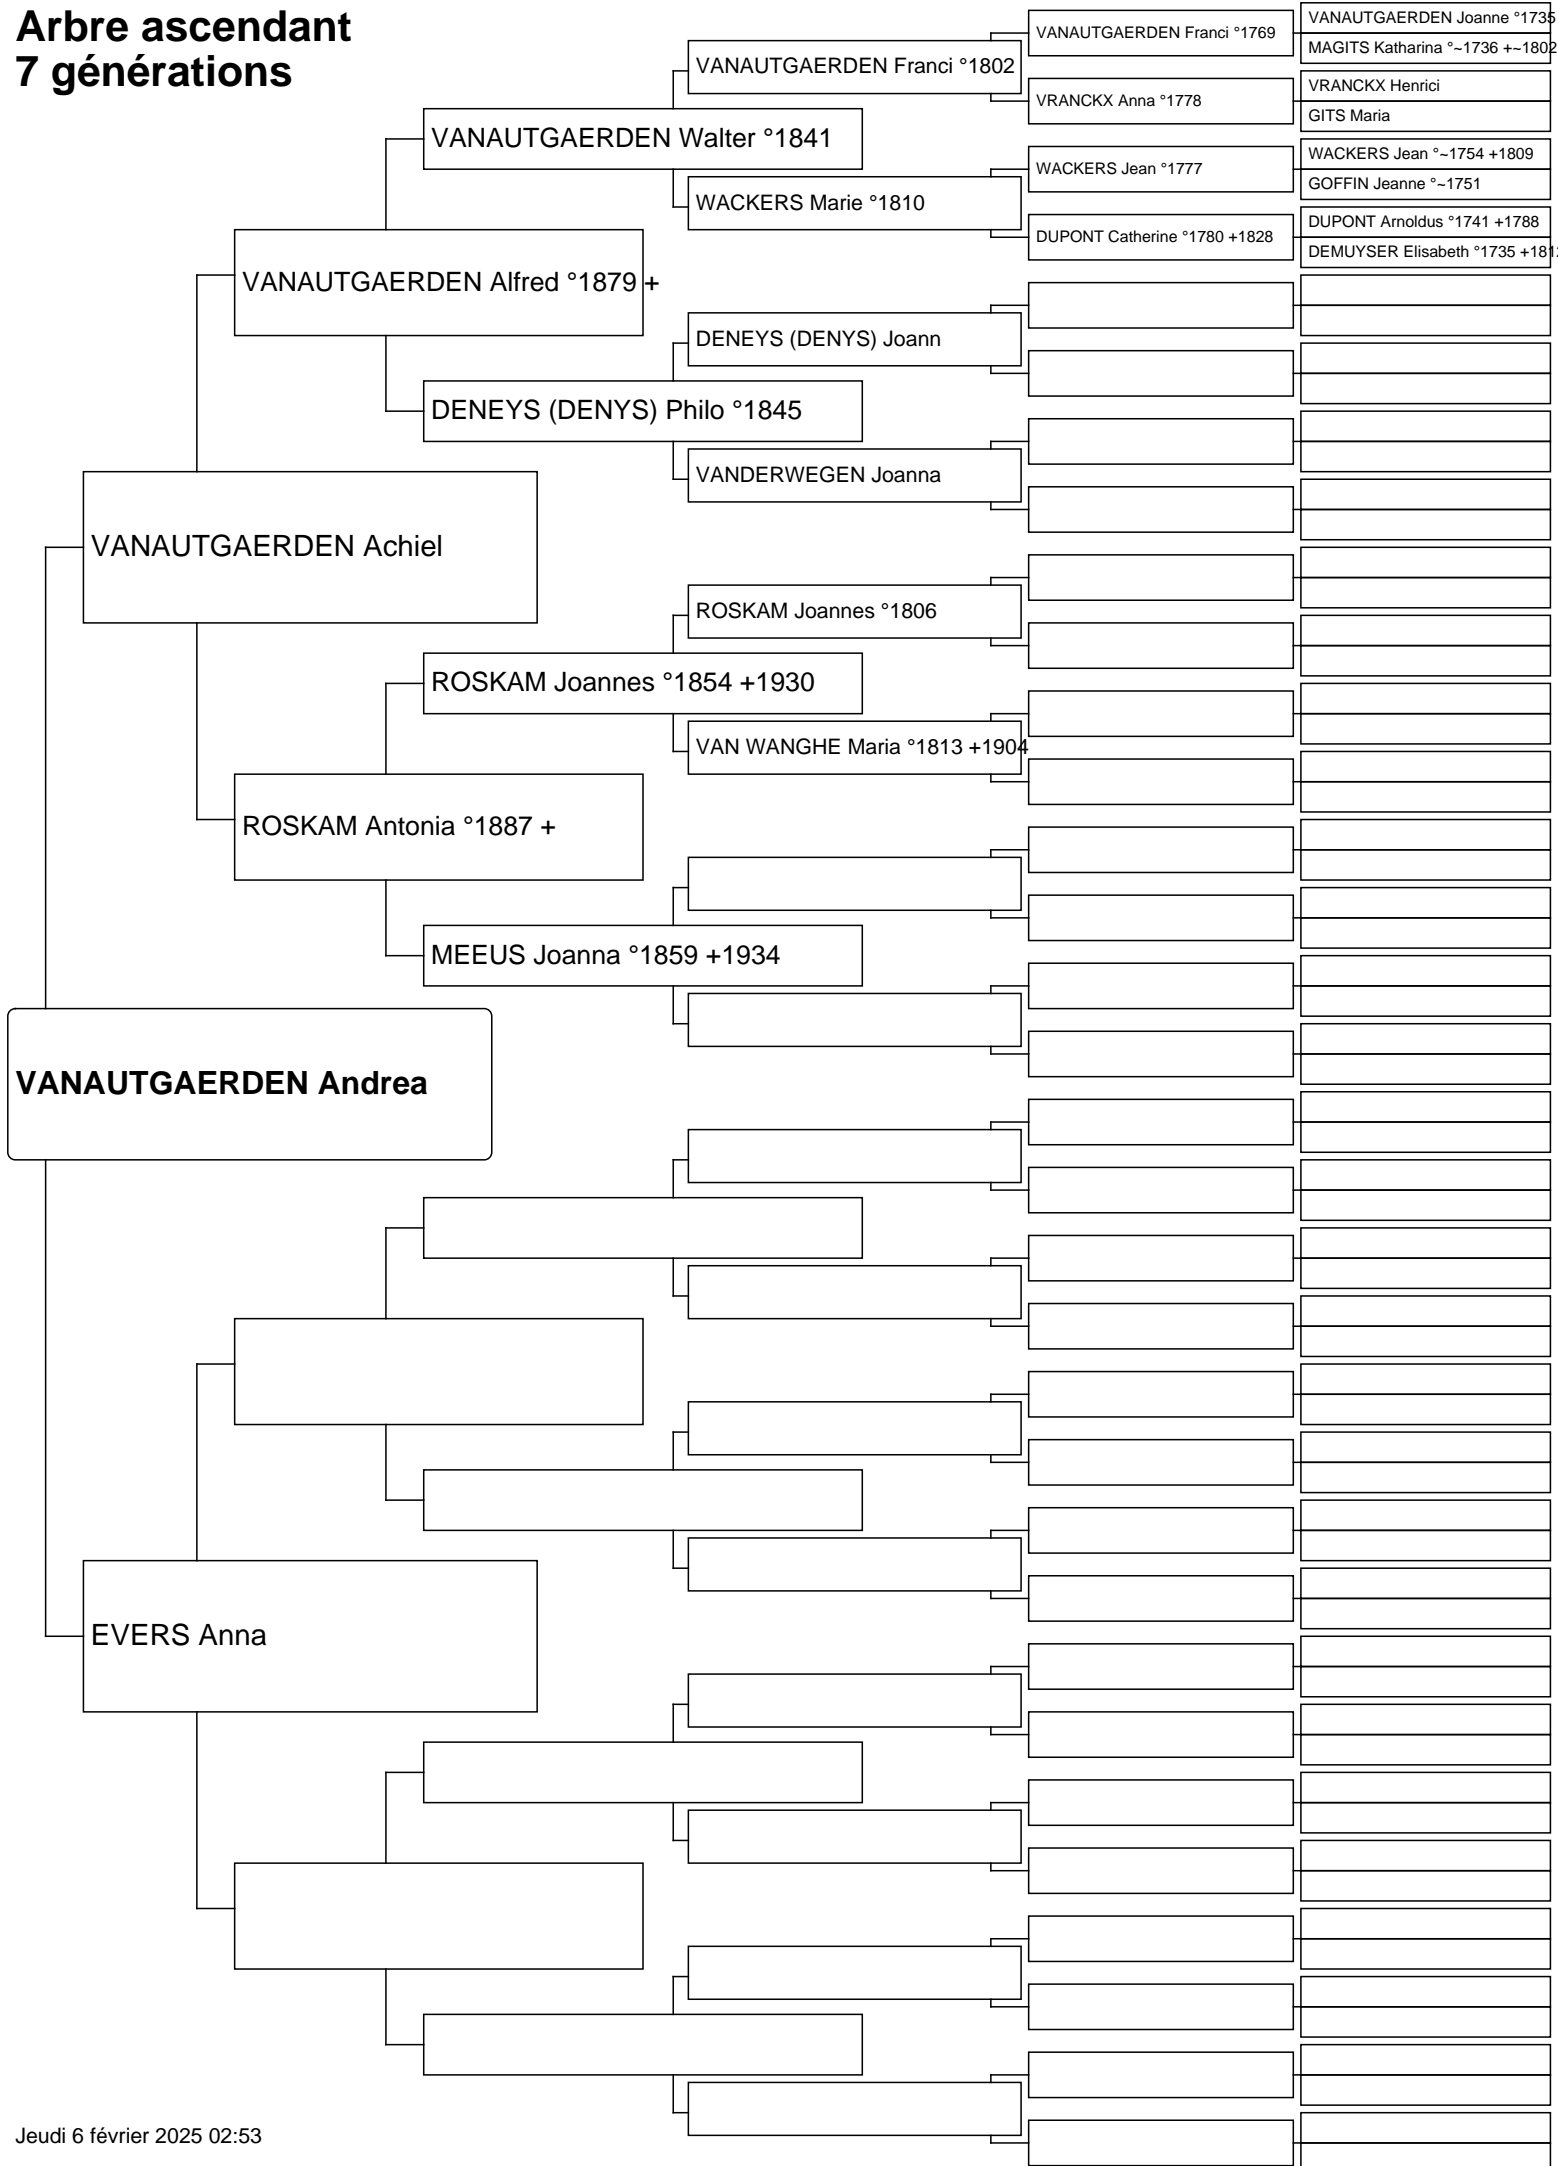 Arbre ascendant
7 générations
VANAUTGAERDEN Joanne °1735
VANAUTGAERDEN Franci °1769
MAGITS Katharina °~1736 +~1802
VANAUTGAERDEN Franci °1802
VRANCKX Henrici
VRANCKX Anna °1778
GITS Maria
VANAUTGAERDEN Walter °1841
WACKERS Jean °~1754 +1809
WACKERS Jean °1777
GOFFIN Jeanne °~1751
WACKERS Marie °1810
DUPONT Arnoldus °1741 +1788
DUPONT Catherine °1780 +1828
DEMUYSER Elisabeth °1735 +1812
VANAUTGAERDEN Alfred °1879 +
DENEYS (DENYS) Joann
DENEYS (DENYS) Philo °1845
VANDERWEGEN Joanna
VANAUTGAERDEN Achiel
ROSKAM Joannes °1806
ROSKAM Joannes °1854 +1930
VAN WANGHE Maria °1813 +1904
ROSKAM Antonia °1887 +
MEEUS Joanna °1859 +1934
VANAUTGAERDEN Andrea
EVERS Anna
Jeudi 6 février 2025 02:53